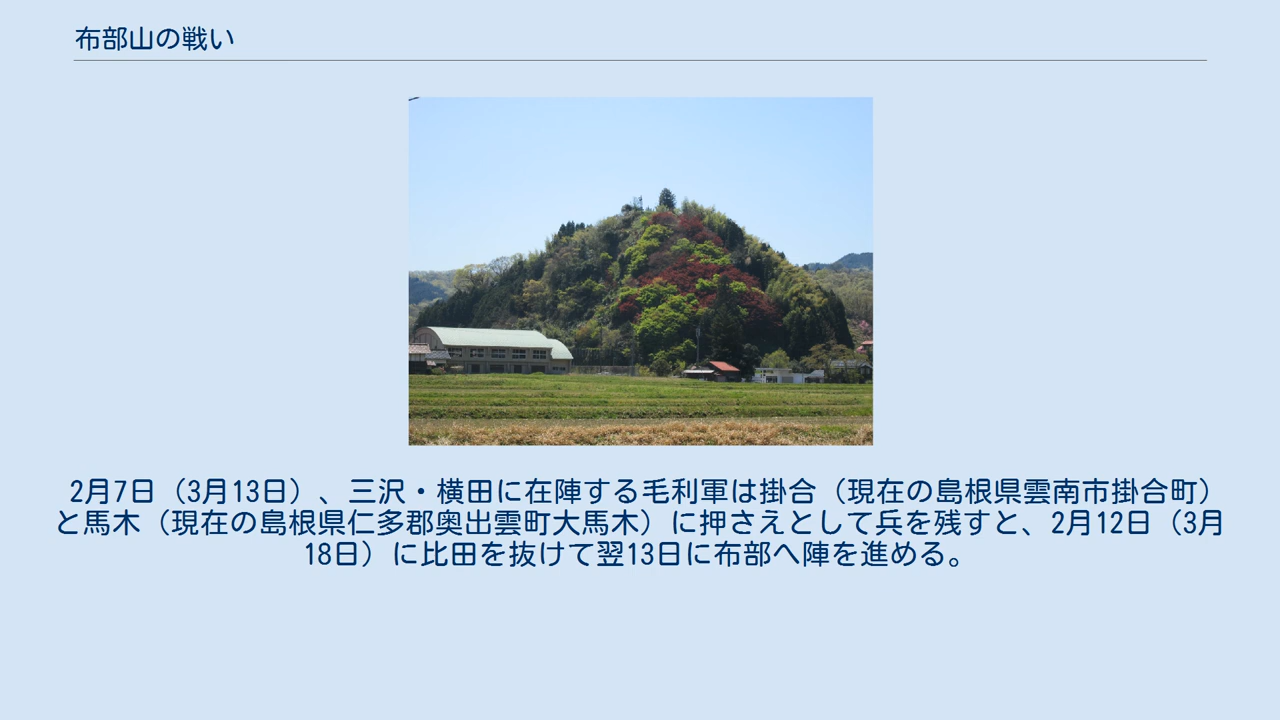 布部山の戦い
2月7日（3月13日）、三沢・横田に在陣する毛利軍は掛合（現在の島根県雲南市掛合町）
と馬木（現在の島根県仁多郡奥出雲町大馬木）に押さえとして兵を残すと、2月12日（3月
18日）に比田を抜けて翌13日に布部へ陣を進める。